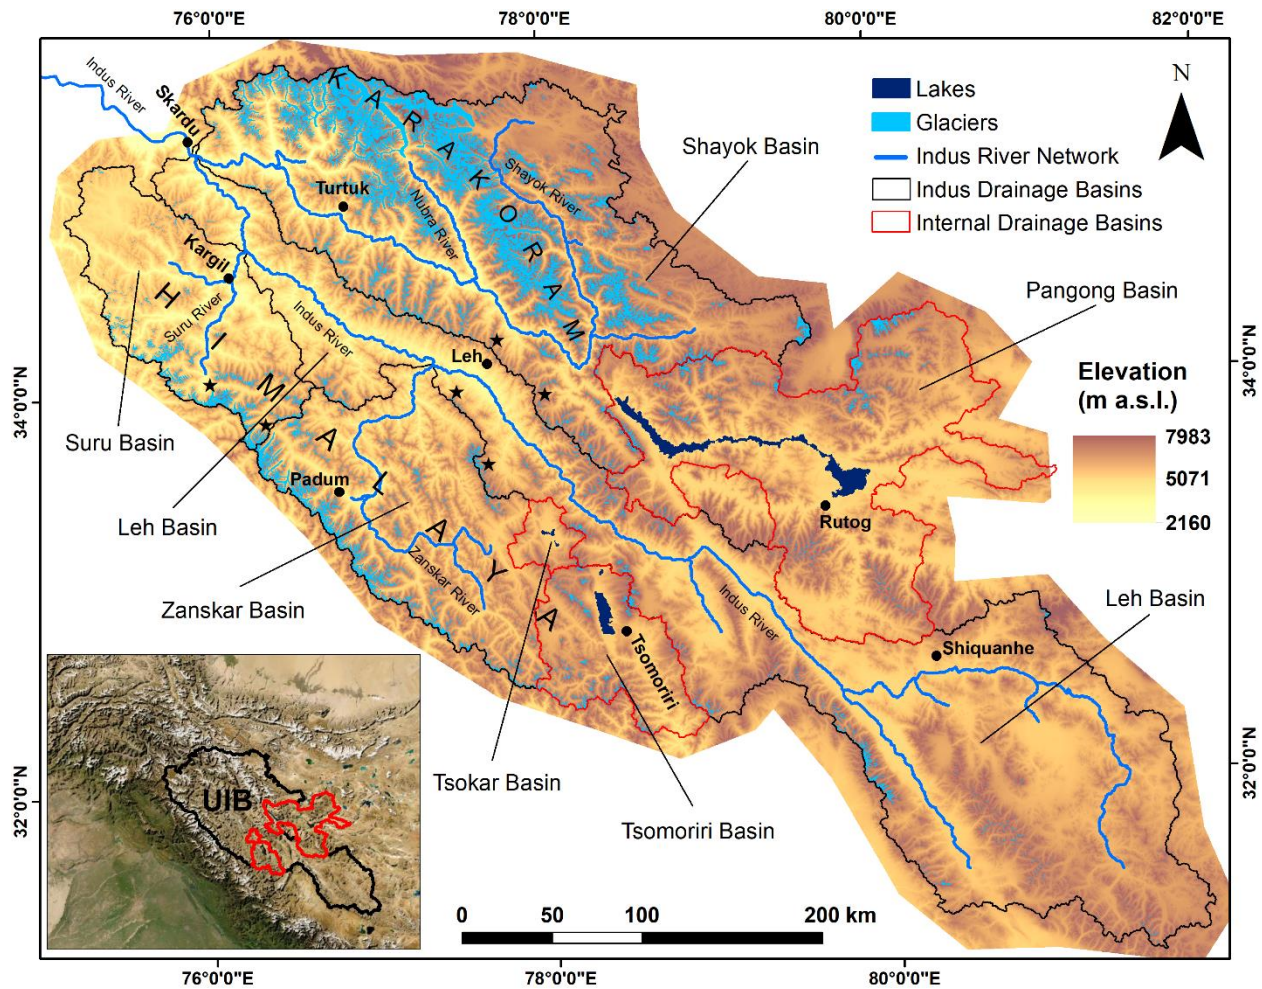 76°0'0"E
78°0'0"E
80°0'0"E
82°0'0"E
Indus River
Skardu
KARAKORAM
Lakes
Glaciers
Indus River Network
Indus Drainage Basins
Internal Drainage Basins
N
Shayok Basin
Turtuk
Nubra River
Shayok River
Kargil
Suru River
Indus River
HIMALAYA
Leh
Pangong Basin
Elevation
(m a.s.l.)
7983
5071
2160
34°0'0"N
34°0'0"N
Suru Basin
Padum
Leh Basin
Rutog
Zanskar Basin
Zanskar River
Indus River
Leh Basin
Tsomoriri
Shiquanhe
UIB
Tsokar Basin
Tsomoriri Basin
32°0'0"N
32°0'0"N
0 50 100 200 km
76°0'0"E
78°0'0"E
80°0'0"E